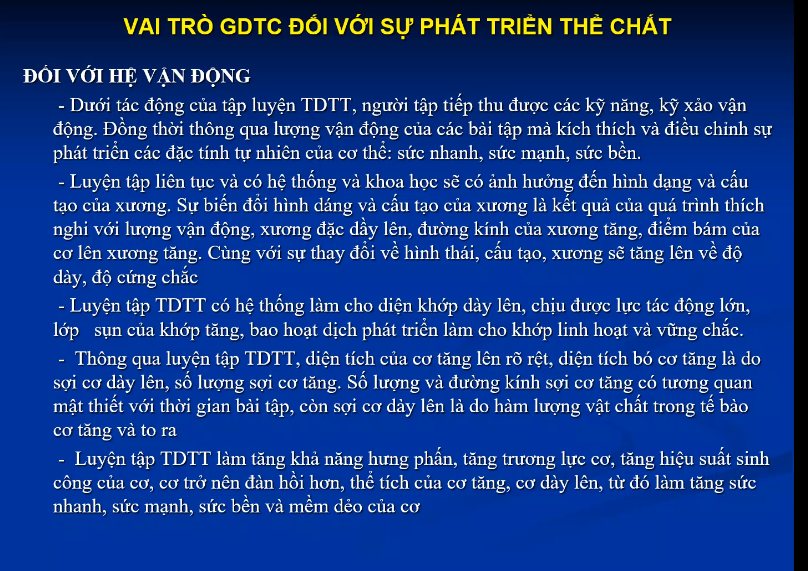 VAI TRÒ GDTC ĐỐI VỚI SỰ PHÁT TRIỂN THỂ CHẤT
ĐỐI VỚI HỆ VẬN ĐỘNG
- Dưới tác động của tập luyện TDTT, người tập tiếp thu được các kỹ năng, kỹ xảo vận
động. Đồng thời thông qua lượng vận động của các bài tập mà kích thích và điều chỉnh sự
phát triển các đặc tính tự nhiên của cơ thể: sức nhanh, sức mạnh, sức bền.
- Luyện tập liên tục và có hệ thống và khoa học sẽ có ảnh hưởng đến hình dạng và cấu
tạo của xương. Sự biến đổi hình dáng và cấu tạo của xương là kết quả của quá trình thích
nghi với lượng vận động, xương đặc dầy lên, đường kính của xương tăng, điểm bám của
cơ lên xương tăng. Cùng với sự thay đổi về hình thái, cấu tạo, xương sẽ tăng lên về độ
dày, độ cứng chắc
- Luyện tập TDTT có hệ thống làm cho diện khớp dày lên, chịu được lực tác động lớn,
lớp sụn của khớp tăng, bao hoạt dịch phát triển làm cho khớp linh hoạt và vững chắc.
- Thông qua luyện tập TDTT, diện tích của cơ tăng lên rõ rệt, diện tích bó cơ tăng là do
sợi cơ dày lên, số lượng sợi cơ tăng. Số lượng và đường kính sợi cơ tăng có tương quan
mật thiết với thời gian bài tập, còn sợi cơ dảy lên là do hàm lượng vật chất trong tế bào
cơ tăng và to ra
- Luyện tập TDTT làm tăng khả năng hưng phấn, tăng trương lực cơ, tăng hiệu suất sinh
công của cơ, cơ trở nên đàn hồi hơn, thể tích của cơ tăng, cơ dày lên, từ đó làm tăng sức
nhanh, sức mạnh, sức bền và mềm dẻo của cơ